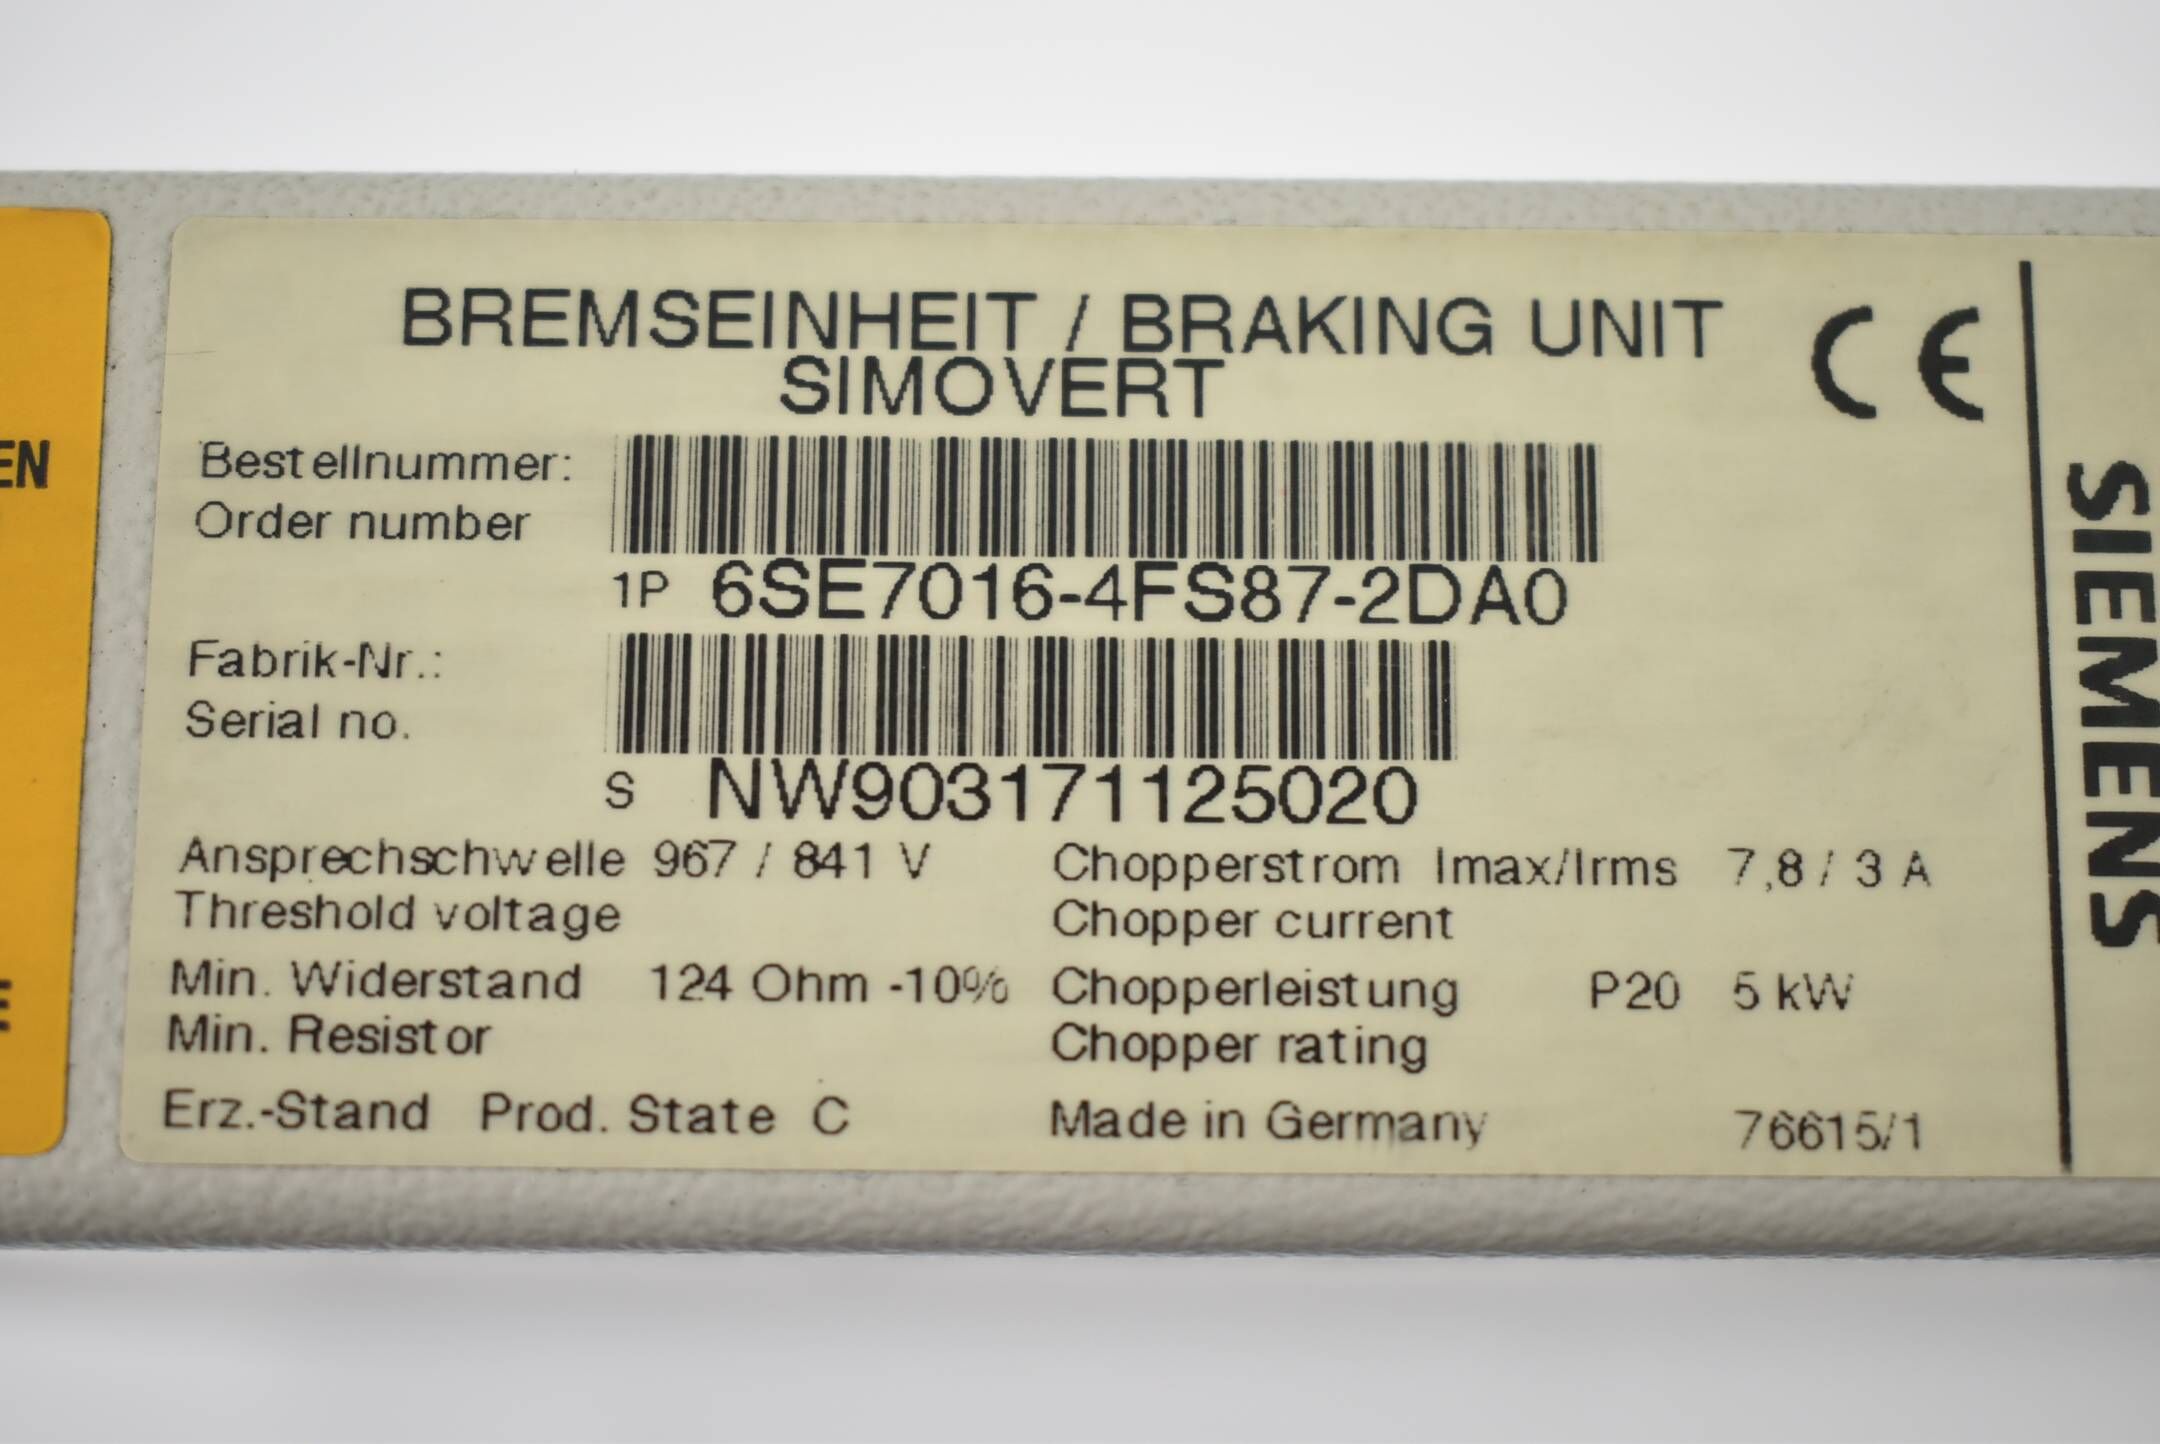 EN
BREMSEINHEIT / BRAKING UNIT
SIMOVERT
CE
Bestellnummer:
Order number
1P 6SE7016-4FS87-2DA0
Fabrik-Nr.:
Serial no.
S NW903171125020
Ansprechschwelle 967 / 841 V Chopperstrom Imax/Irms 7,8 / 3 A
Threshold voltage Chopper current
Min. Widerstand 124 Ohm -10% Chopperleistung P20 5 kW
Min. Resistor Chopper rating
Erz.-Stand Prod. State C Made in Germany 76615/1
SIEMENS